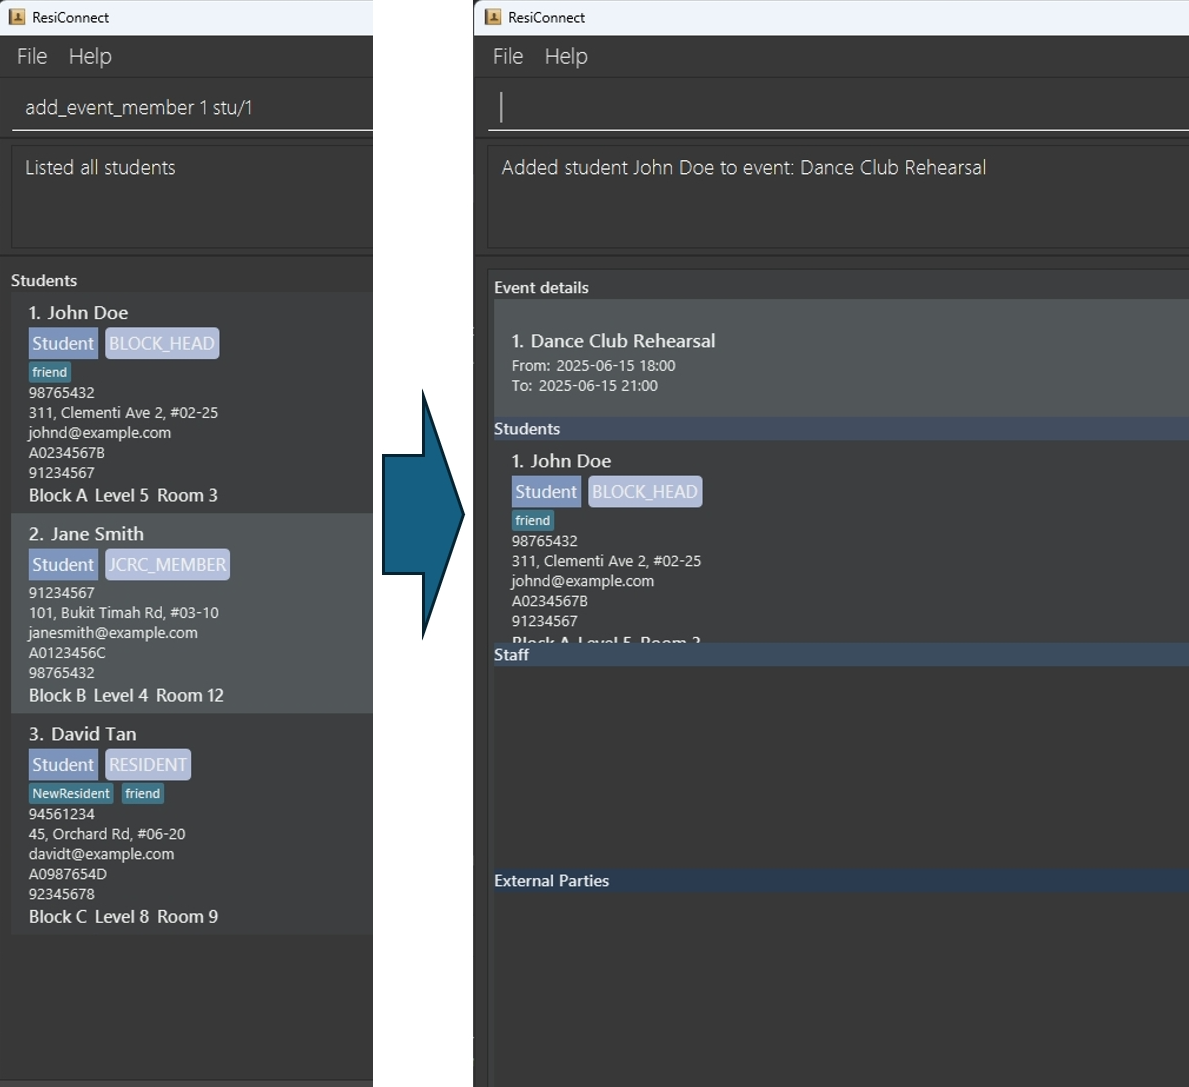 ResiConnect
File Help
add_event_member 1 stu/1
Listed all students
Students
1. John Doe
Student BLOCK_HEAD
friend
98765432
311, Clementi Ave 2, #02-25
johnd@example.com
A0234567B
91234567
Block A Level 5 Room 3
2. Jane Smith
Student JCRC_MEMBER
91234567
101, Bukit Timah Rd, #03-10
janesmith@example.com
A0123456C
98765432
Block B Level 4 Room 12
3. David Tan
Student RESIDENT
NewResident friend
94561234
45, Orchard Rd, #06-20
davidt@example.com
A0987654D
92345678
Block C Level 8 Room 9
ResiConnect
File Help
Added student John Doe to event: Dance Club Rehearsal
Event details
1. Dance Club Rehearsal
From: 2025-06-15 18:00
To: 2025-06-15 21:00
Students
1. John Doe
Student BLOCK_HEAD
friend
98765432
311, Clementi Ave 2, #02-25
johnd@example.com
A0234567B
91234567
Block A Level 5 Room 3
Staff
External Parties